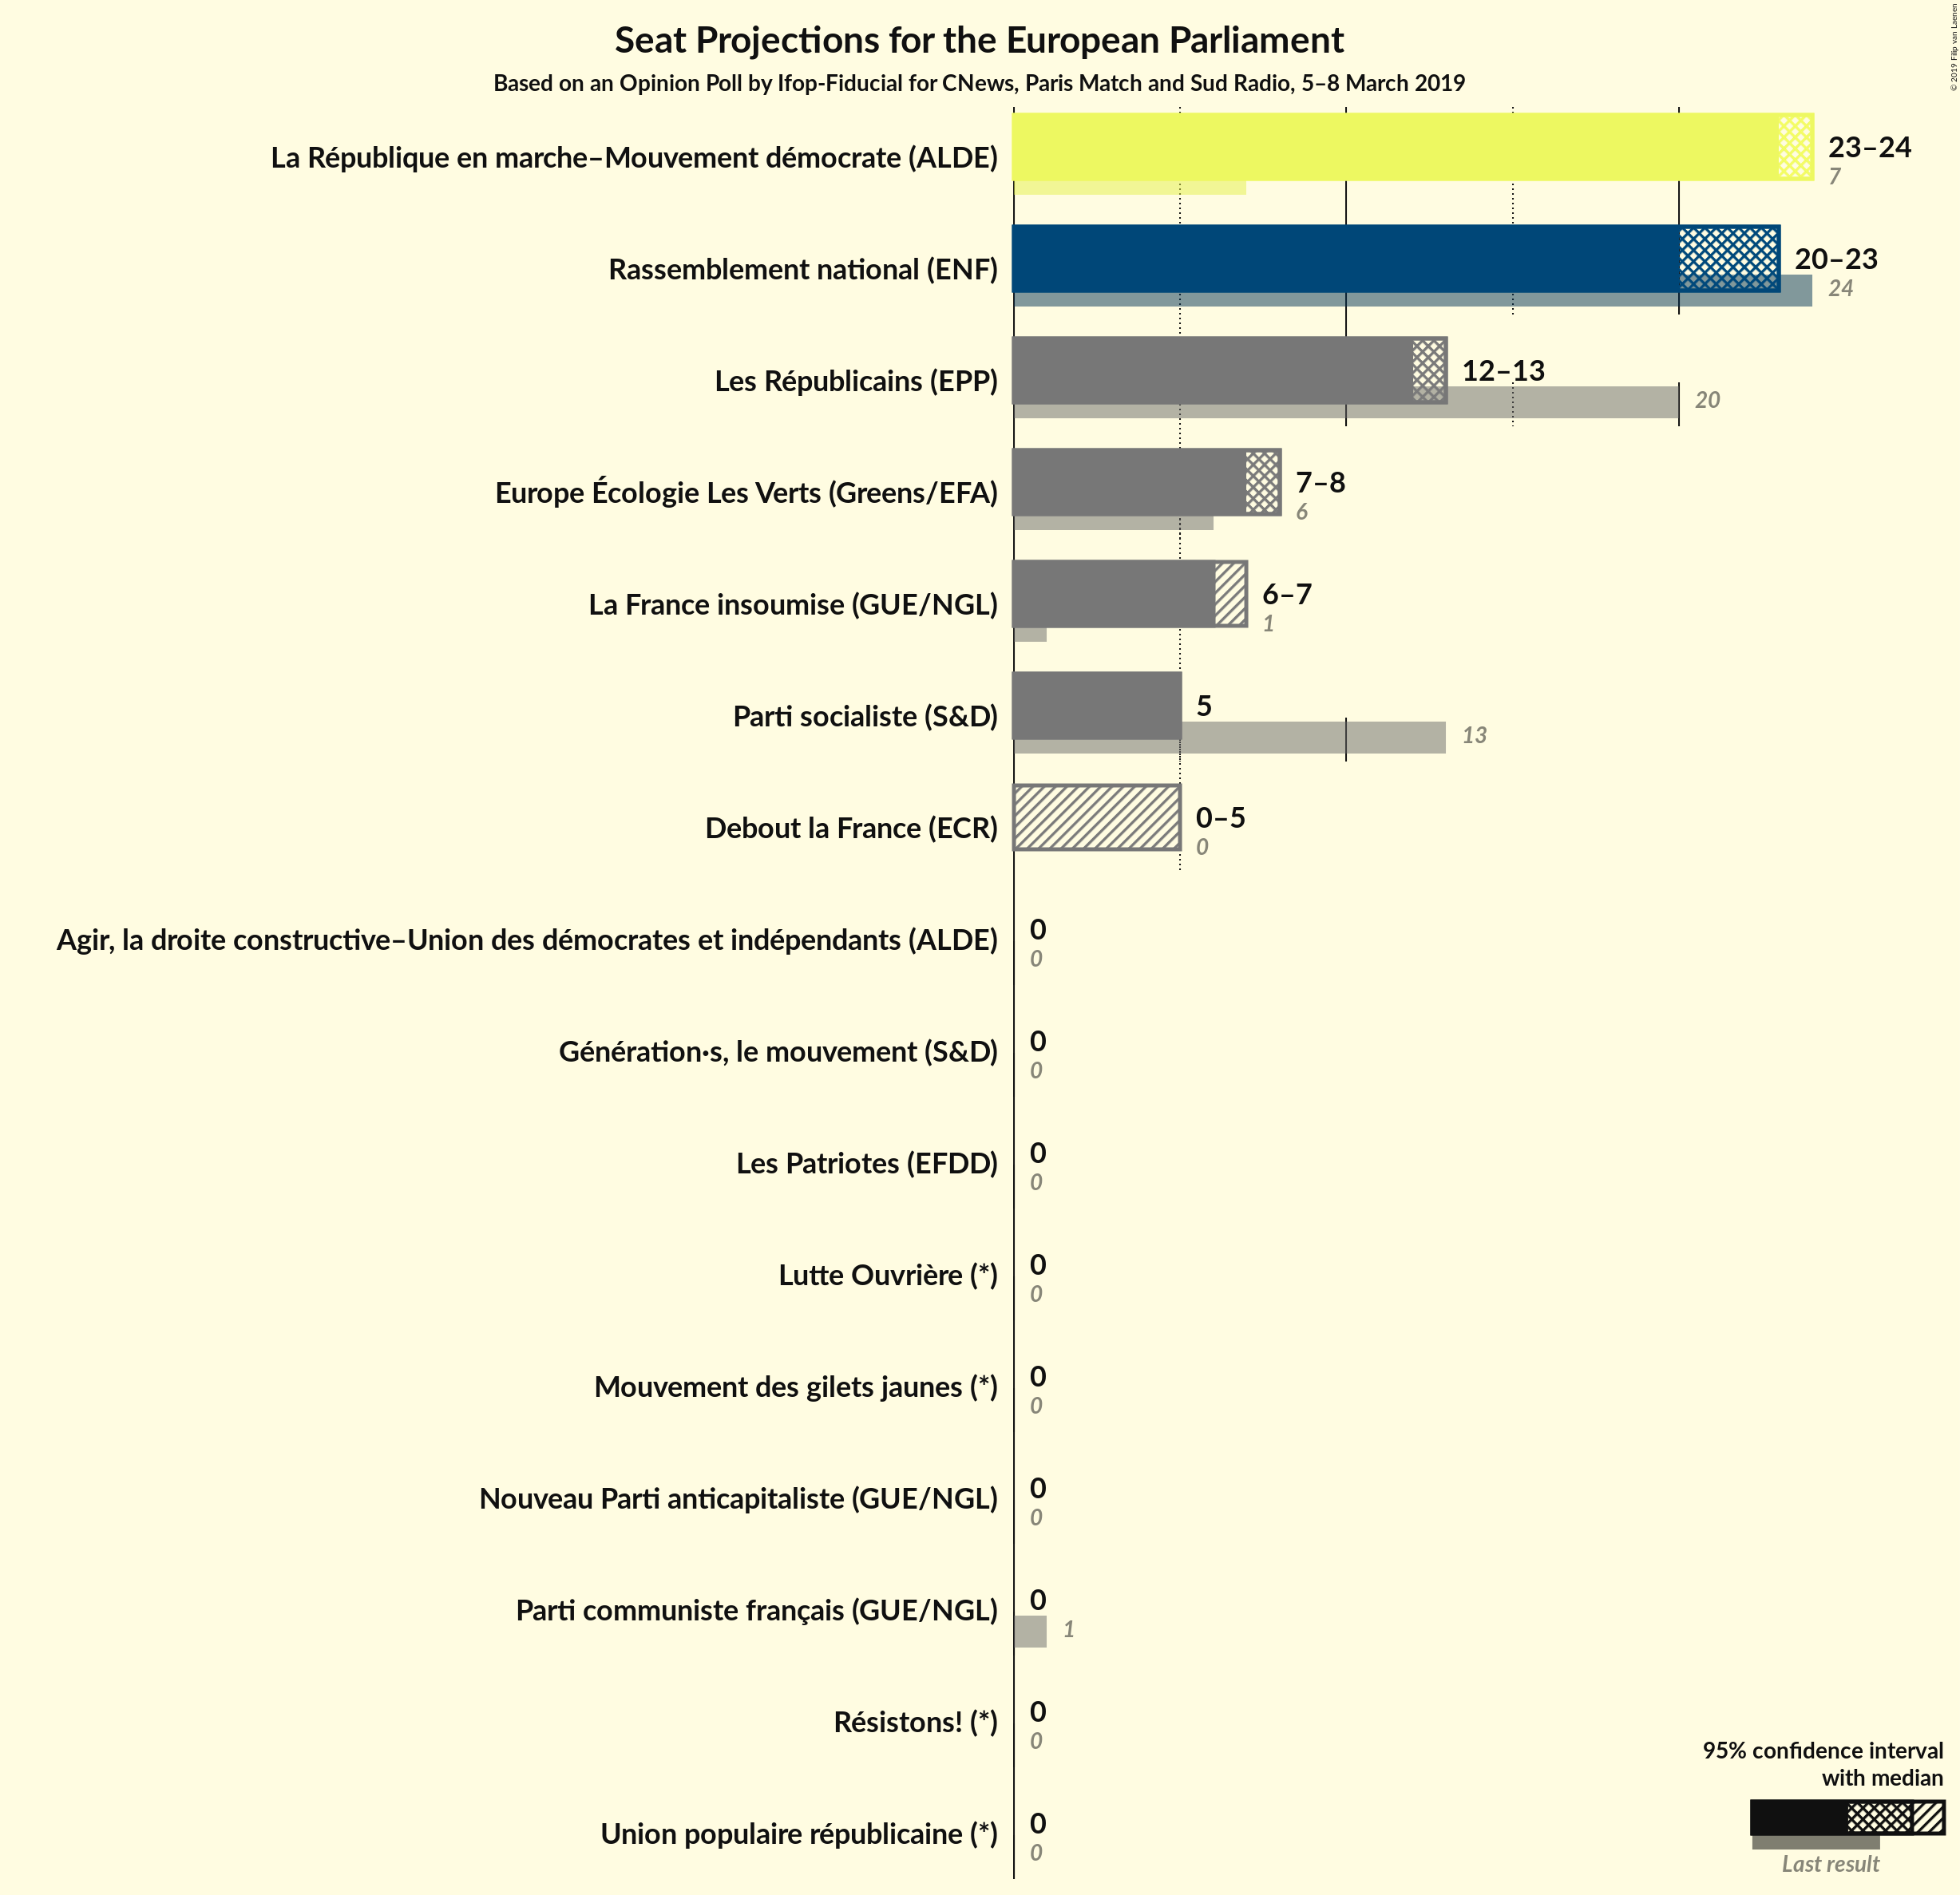 Seat Projections for the European Parliament
Based on an Opinion Poll by Ifop-Fiducial for CNews, Paris Match and Sud Radio, 5–8 March 2019
© 2019 Filip van Laenen
La République en marche–Mouvement démocrate (ALDE)
23–24
7
Rassemblement national (ENF)
20–23
24
Les Républicains (EPP)
12–13
20
Europe Écologie Les Verts (Greens/EFA)
7–8
6
La France insoumise (GUE/NGL)
6–7
1
Parti socialiste (S&D)
5
13
Debout la France (ECR)
0–5
0
Agir, la droite constructive–Union des démocrates et indépendants (ALDE)
0
0
Génération·s, le mouvement (S&D)
0
0
Les Patriotes (EFDD)
0
0
Lutte Ouvrière (*)
0
0
Mouvement des gilets jaunes (*)
0
0
Nouveau Parti anticapitaliste (GUE/NGL)
0
0
Parti communiste français (GUE/NGL)
0
1
Résistons! (*)
0
0
Union populaire républicaine (*)
0
0
95% confidence interval
with median
Last result